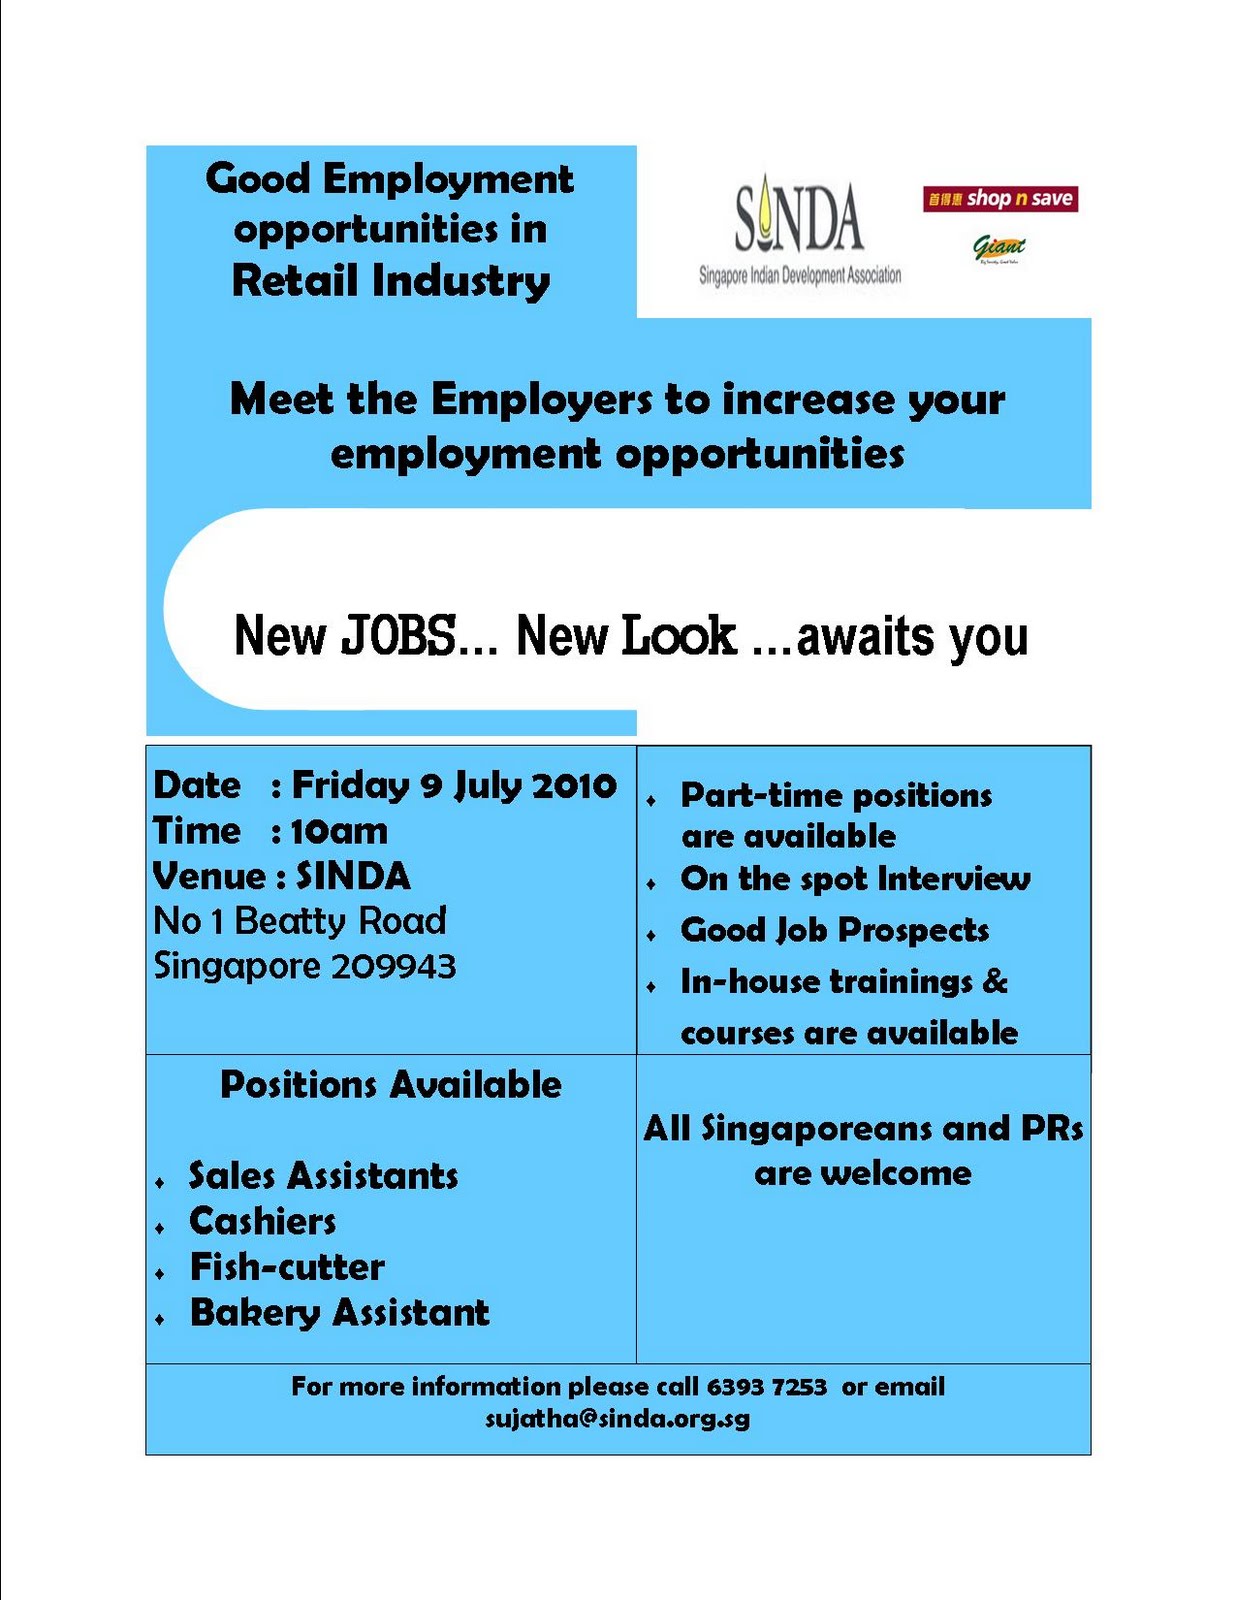 Good Employment
opportunities in
Retail Industry
SINDA
Singapore Indian Development Association
首得惠 shop n save
Giant
Meet the Employers to increase your
employment opportunities
New JOBS... New Look ...awaits you
Date : Friday 9 July 2010
Time : 10am
Venue : SINDA
No 1 Beatty Road
Singapore 209943
♦ Part-time positions
are available
♦ On the spot Interview
♦ Good Job Prospects
♦ In-house trainings &
courses are available
Positions Available
♦ Sales Assistants
♦ Cashiers
♦ Fish-cutter
♦ Bakery Assistant
All Singaporeans and PRs
are welcome
For more information please call 6393 7253 or email
sujatha@sinda.org.sg